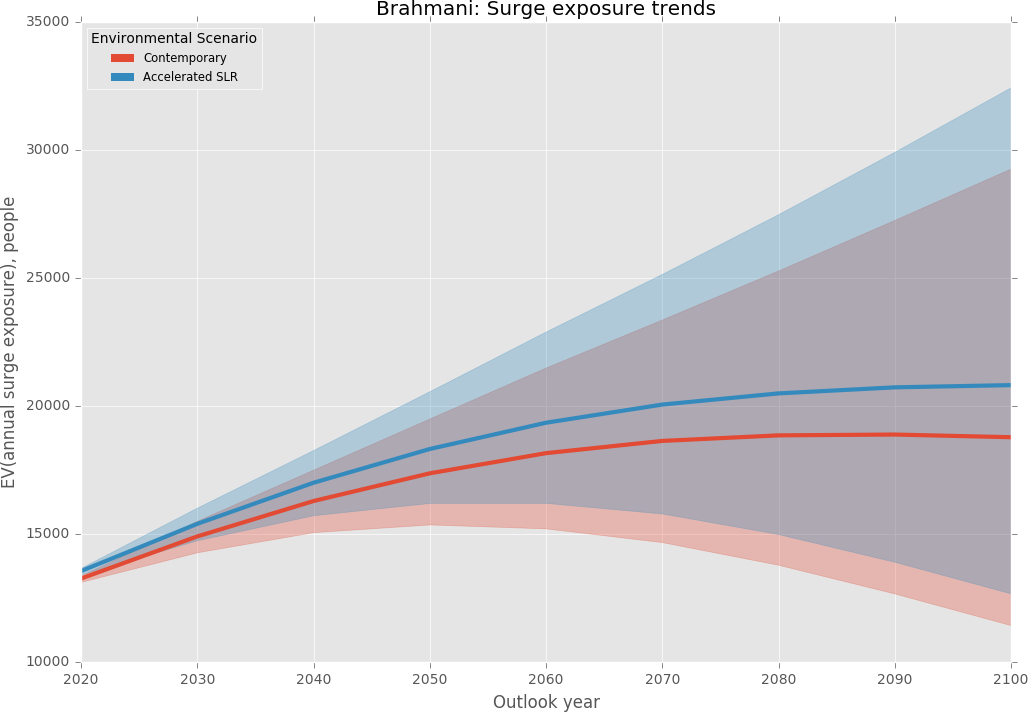 Brahmani: Surge exposure trends
Environmental Scenario
Contemporary
Accelerated SLR
EV(annual surge exposure), people
35000
30000
25000
20000
15000
10000
2020 2030 2040 2050 2060 2070 2080 2090 2100
Outlook year